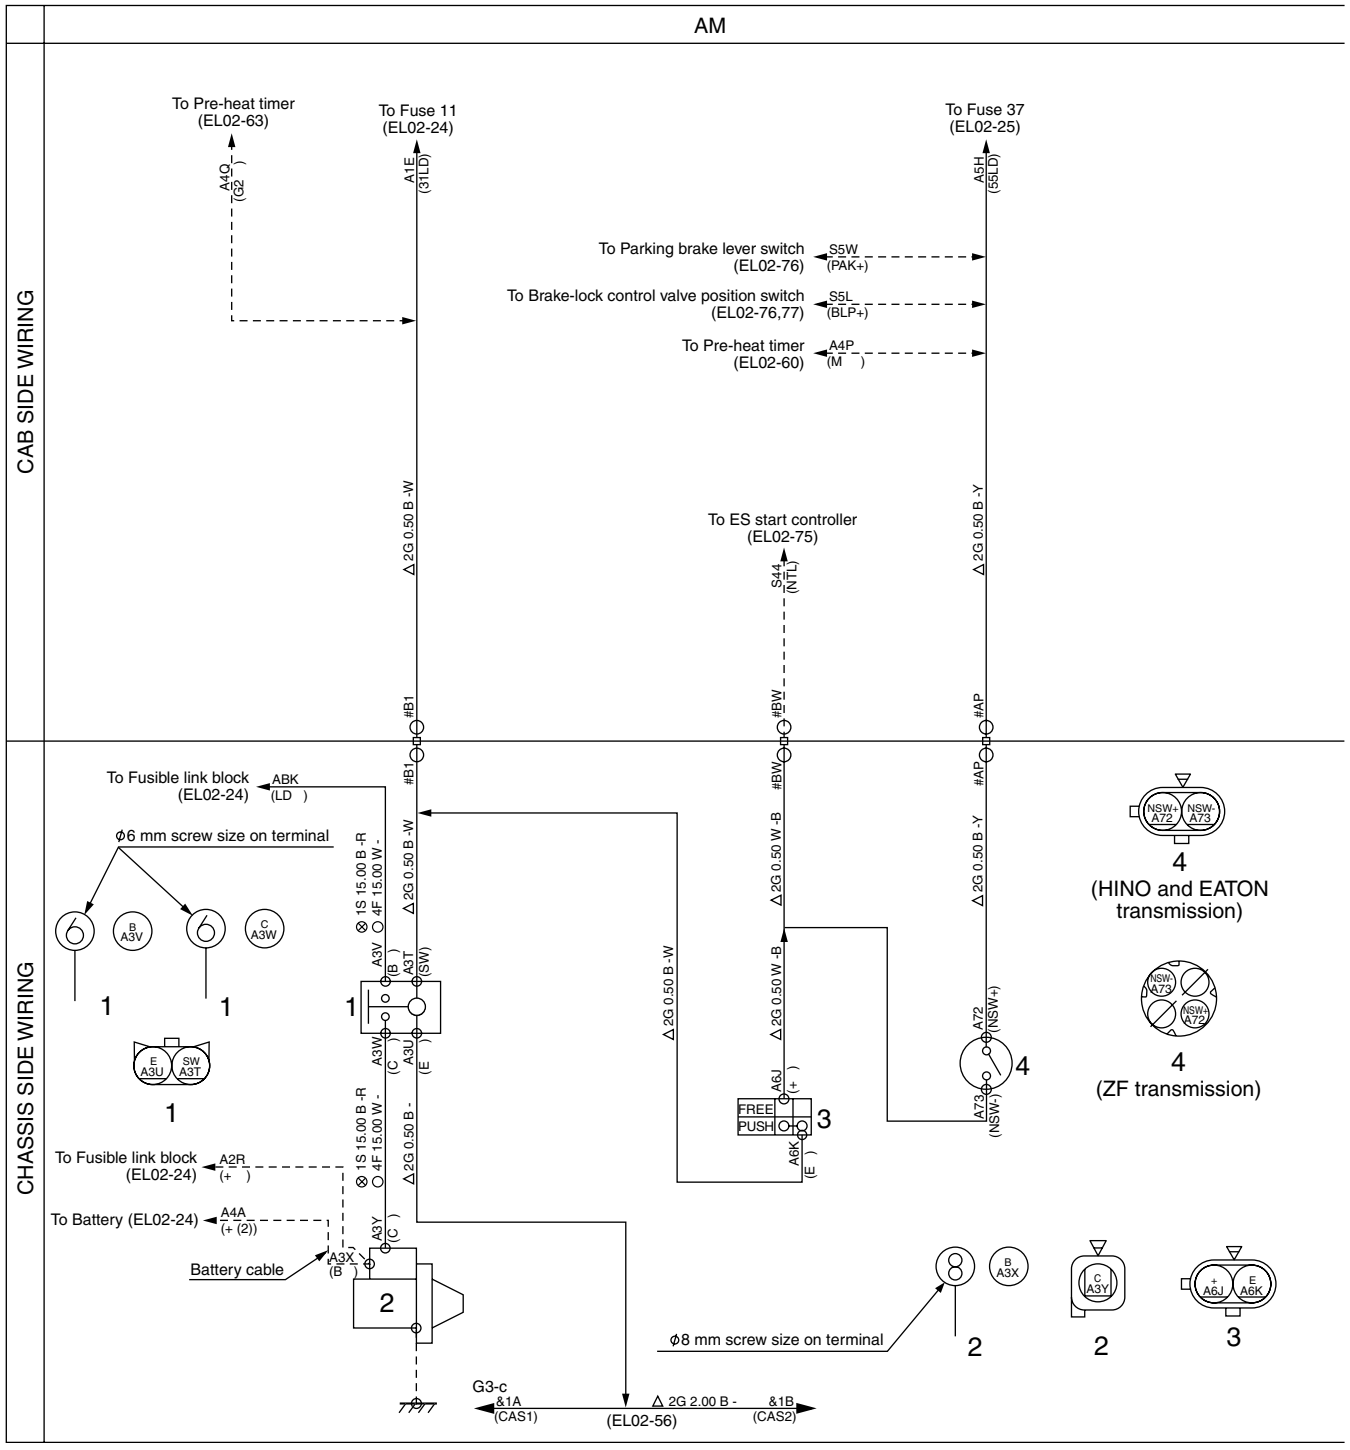 AM
CAB SIDE WIRING
To Pre-heat timer
(EL02-63)
A4Q
(G2 )
To Fuse 11
(EL02-24)
A1E
(31LD)
To Fuse 37
(EL02-25)
A5H
(55LD)
To Parking brake lever switch
(EL02-76)
S5W
(PAK+)
To Brake-lock control valve position switch
(EL02-76,77)
S5L
(BLP+)
To Pre-heat timer
(EL02-60)
A4P
(M )
△ 2G 0.50 B -W
To ES start controller
(EL02-75)
S44
(NTL)
△ 2G 0.50 B -Y
#B1
#BW
#AP
CHASSIS SIDE WIRING
#B1
#BW
#AP
To Fusible link block
(EL02-24)
ABK
(LD )
ϕ6 mm screw size on terminal
⊗ 1S 15.00 B -R
○ 4F 15.00 W -
△ 2G 0.50 B -W
△ 2G 0.50 W -B
△ 2G 0.50 B -Y
NSW+
A72
NSW-
A73
4
(HINO and EATON
transmission)
6
B
A3V
6
C
A3W
1
1
A3V
(B )
A3T
(SW)
1
A3W
(C )
A3U
(E )
△ 2G 0.50 B -W
△ 2G 0.50 W -B
A72
(NSW+)
4
A73
(NSW-)
NSW-
A73
NSW+
A72
4
(ZF transmission)
E
A3U
SW
A3T
1
A6J
(+ )
FREE
PUSH
3
A6K
(E )
To Fusible link block
(EL02-24)
A2R
(+ )
⊗ 1S 15.00 B -R
○ 4F 15.00 W -
△ 2G 0.50 B -
To Battery (EL02-24)
A4A
(+ (2))
A3Y
(C )
Battery cable
A3X
(B )
2
8
B
A3X
2
C
A3Y
2
+
A6J
E
A6K
3
ϕ8 mm screw size on terminal
G3-c
&1A
(CAS1)
△ 2G 2.00 B -
&1B
(CAS2)
(EL02-56)